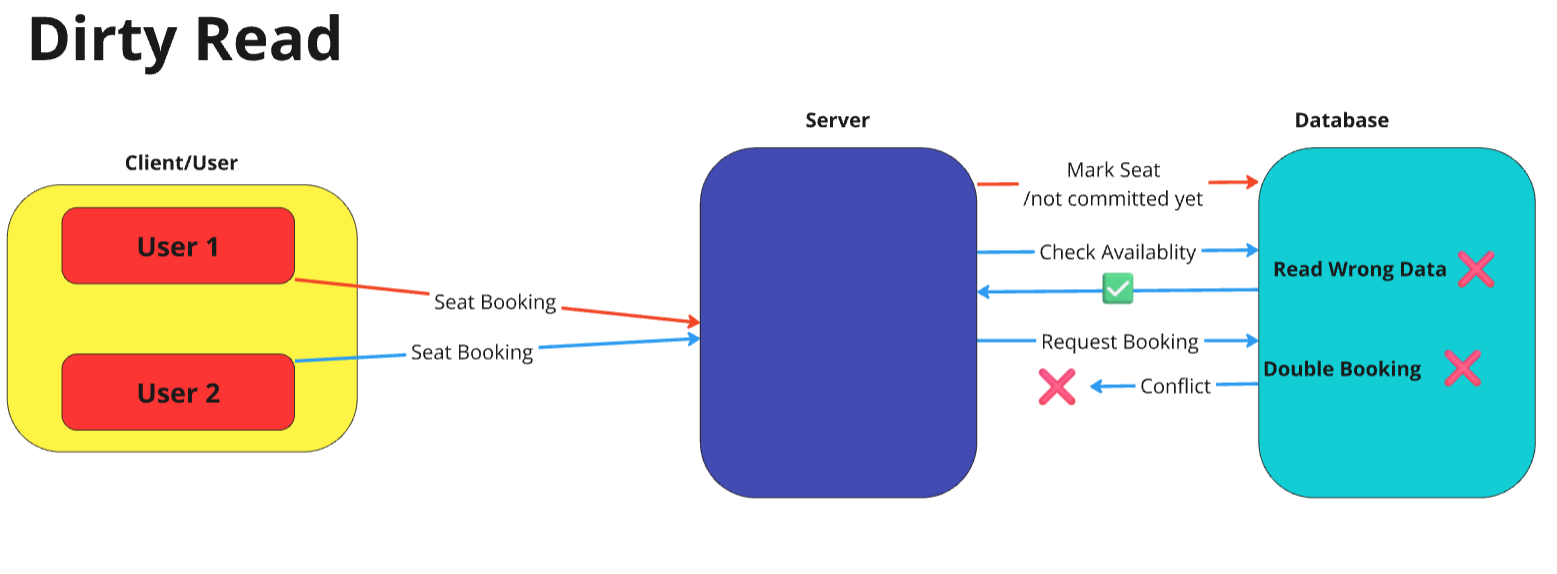 Dirty Read
Server
Database
Client/User
Mark Seat
/not committed yet
User 1
Check Availablity
Read Wrong Data
Seat Booking
Request Booking
Seat Booking
Double Booking
Conflict
User 2